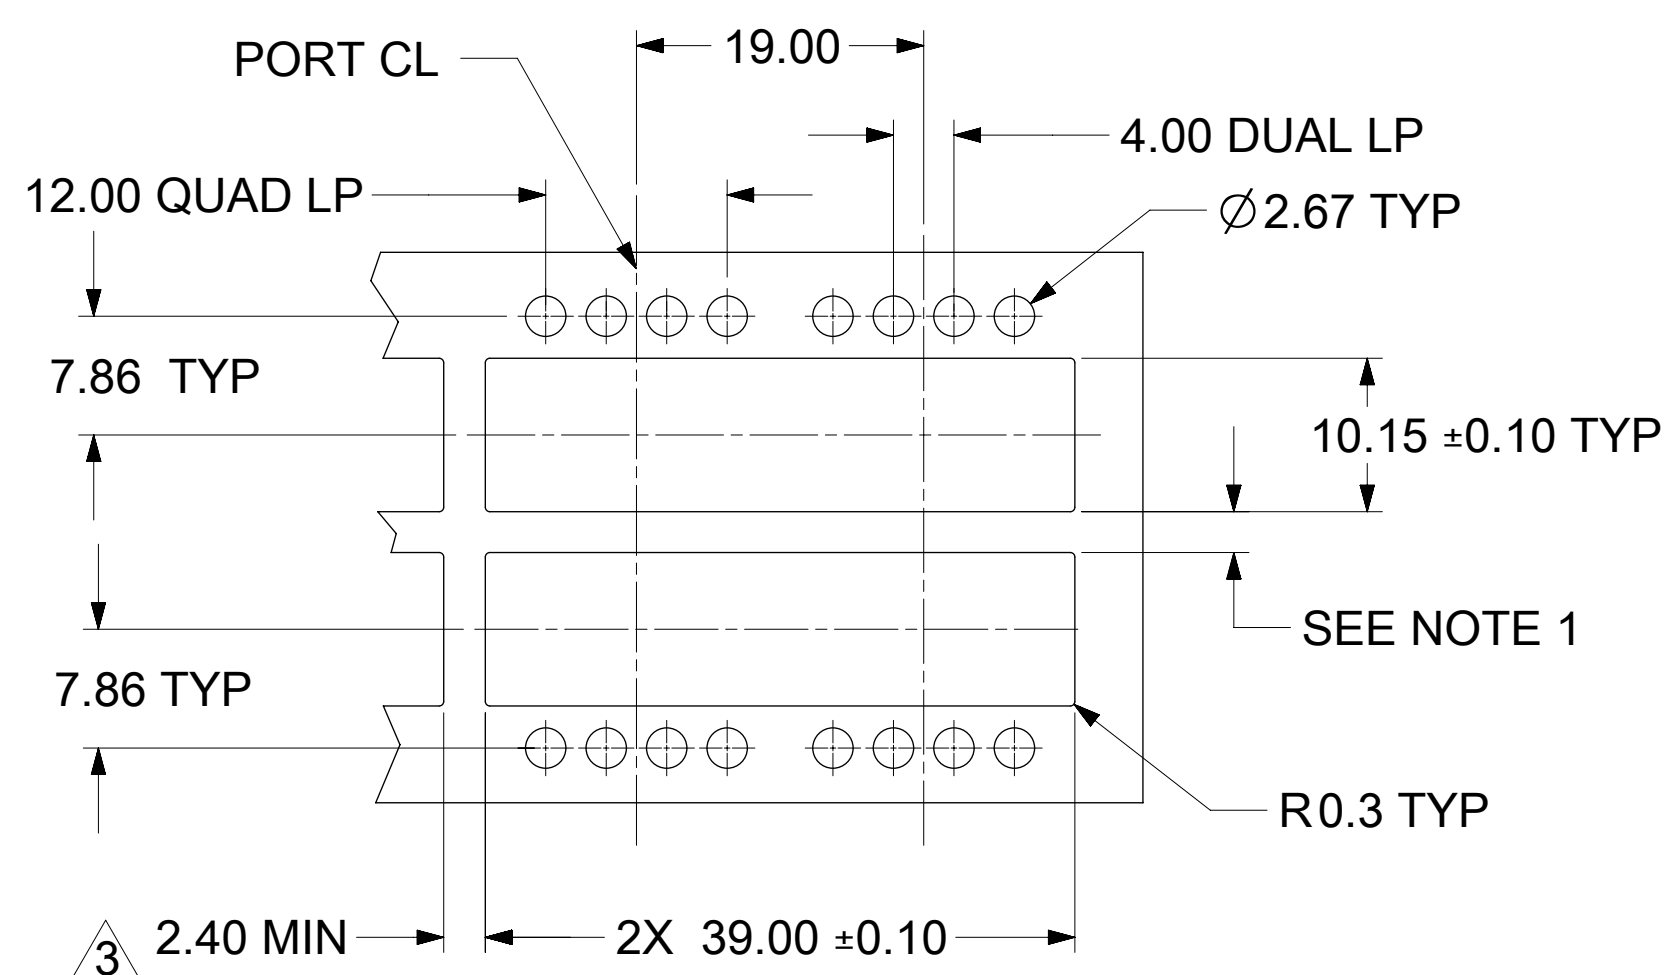 PORT CL
19.00
4.00 DUAL LP
12.00 QUAD LP
∅2.67 TYP
7.86 TYP
10.15 ±0.10 TYP
SEE NOTE 1
7.86 TYP
R0.3 TYP
3
2.40 MIN
2X 39.00 ±0.10